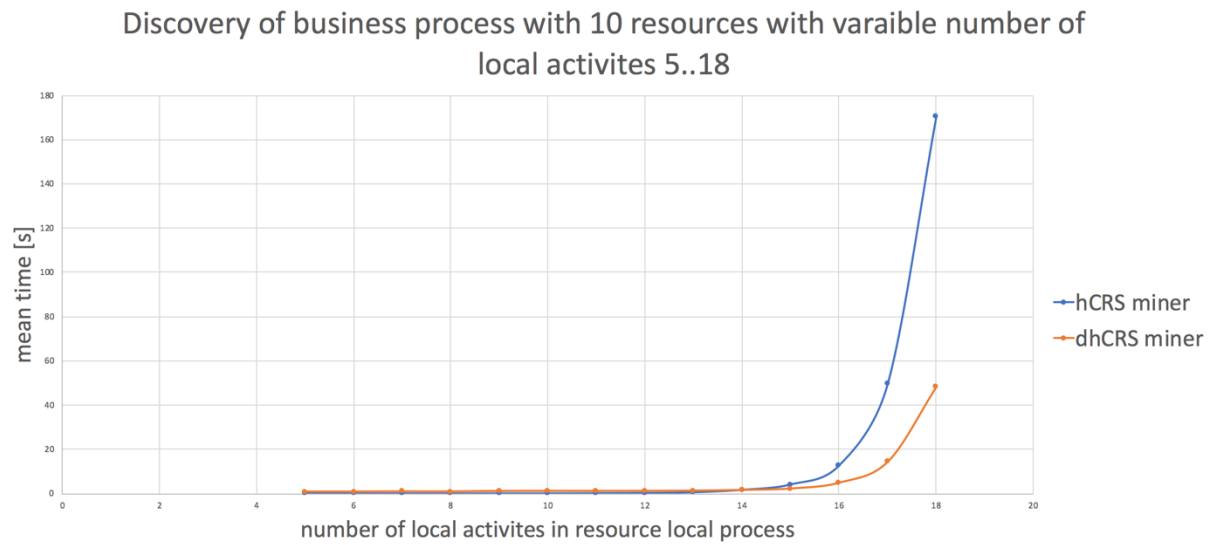 Discovery of business process with 10 resources with varaible number of
local activites 5..18
180
160
140
120
100
80
60
40
20
0
mean time [s]
0 2 4 6 8 10 12 14 16 18 20
number of local activites in resource local process
hCRS miner
dhCRS miner